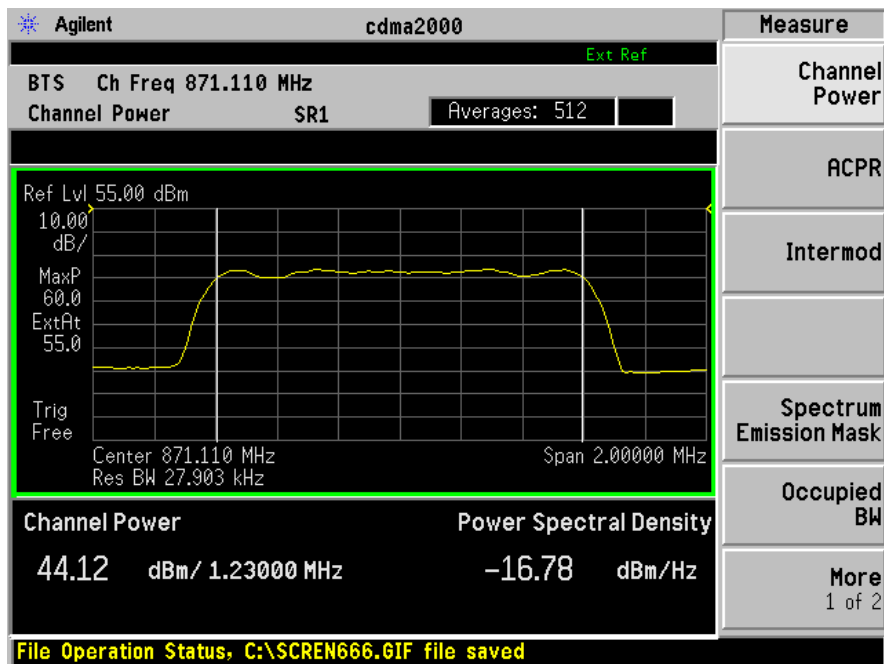 Agilent cdma2000 Measure
Ext Ref
BTS Ch Freq 871.110 MHz
Channel Power SR1 Averages: 512
Channel
Power
ACPR
Intermod
Spectrum
Emission Mask
Occupied
BW
More
1 of 2
Ref Lvl 55.00 dBm
10.00
dB/
MaxP
60.0
ExtAt
55.0
Trig
Free
Center 871.110 MHz Span 2.00000 MHz
Res BW 27.903 kHz
Channel Power Power Spectral Density
44.12 dBm/ 1.23000 MHz -16.78 dBm/Hz
File Operation Status, C:\SCREN666.GIF file saved